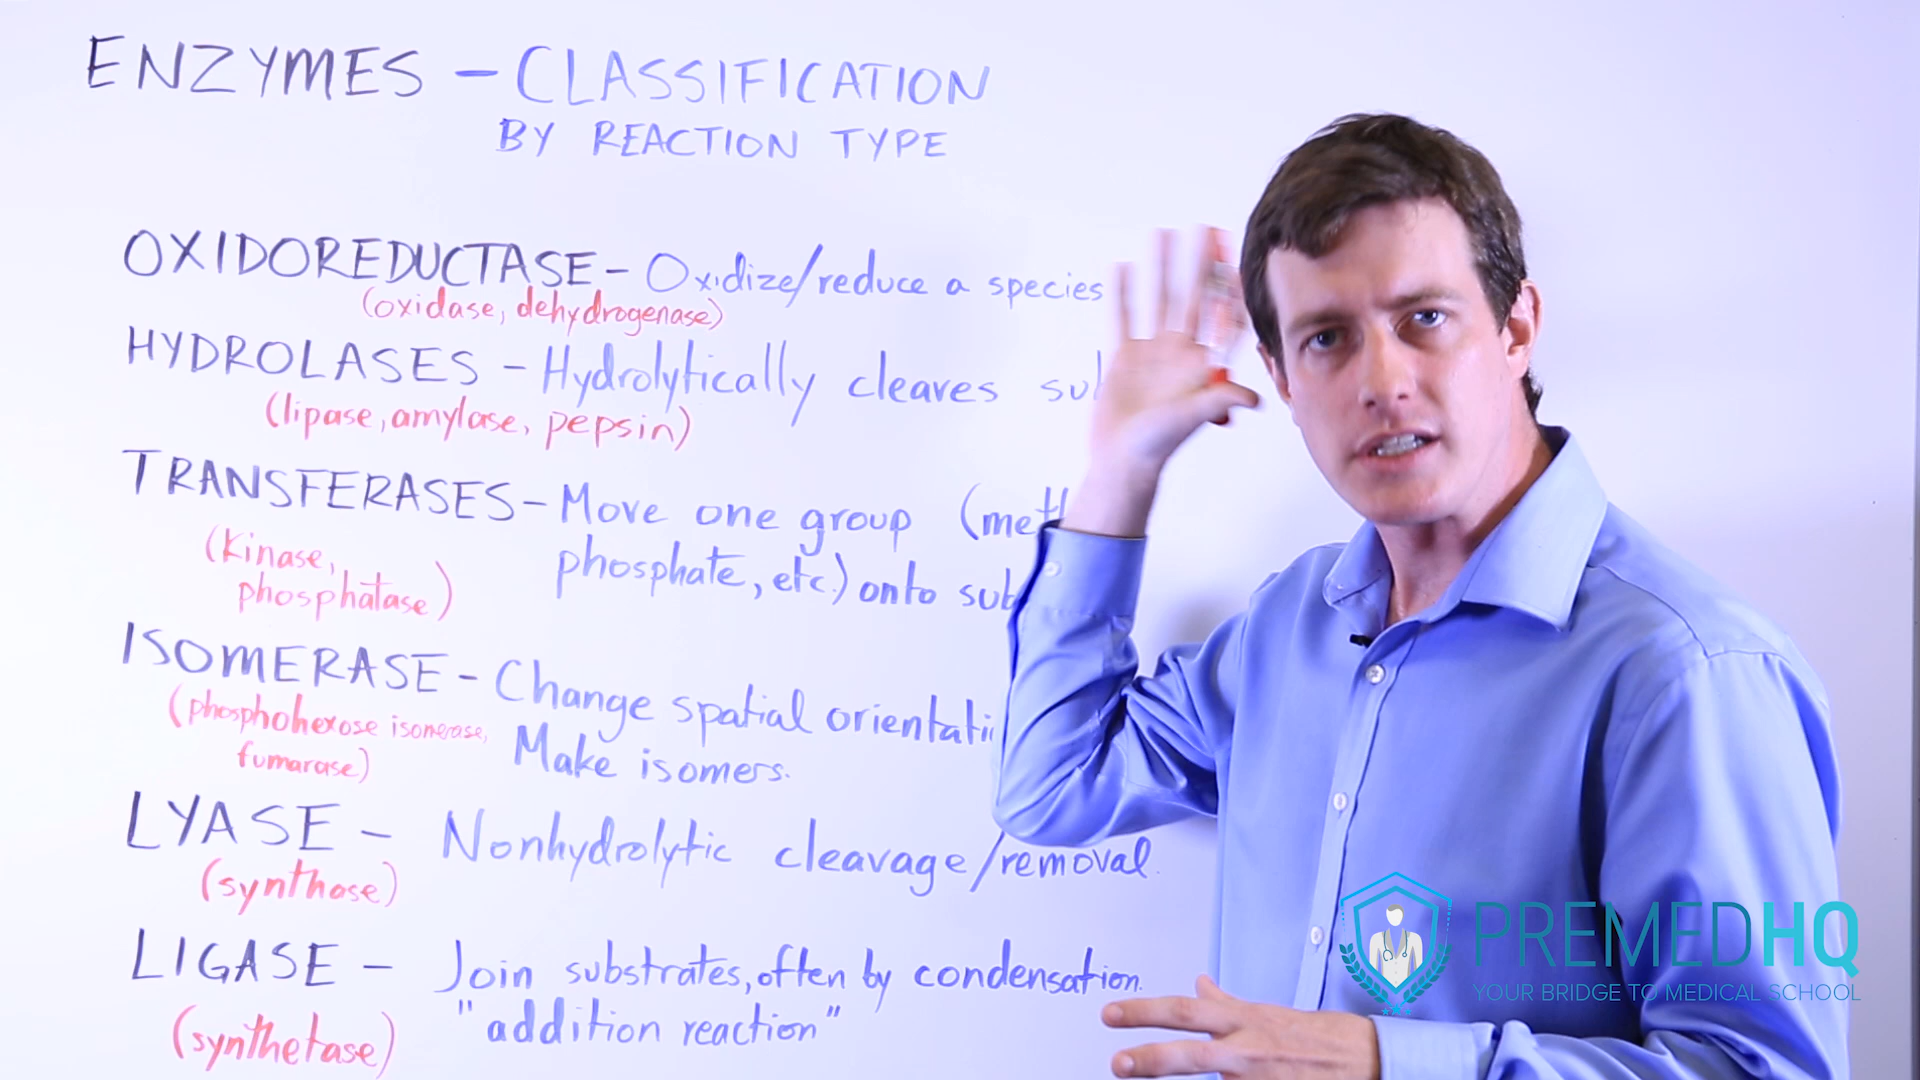 ENZYMES - CLASSIFICATION
BY REACTION TYPE
OXIDOREDUCTASE - Oxidize/reduce a species
(oxidase, dehydrogenase)
HYDROLASES - Hydrolytically cleaves
(lipase, amylase, pepsin)
TRANSFERASES - Move one group
(kinase, phosphatase)
phosphate, etc.) onto
ISOMERASE - Change spatial
(phosphohexose isomerase, fumarase)
Make isomers.
LYASE - Nonhydrolytic cleavage/removal.
(synthase)
LIGASE - Join substrates, often by condensation.
"addition reaction"
(synthetase)
PREMEDHQ
YOUR BRIDGE TO MEDICAL SCHOOL